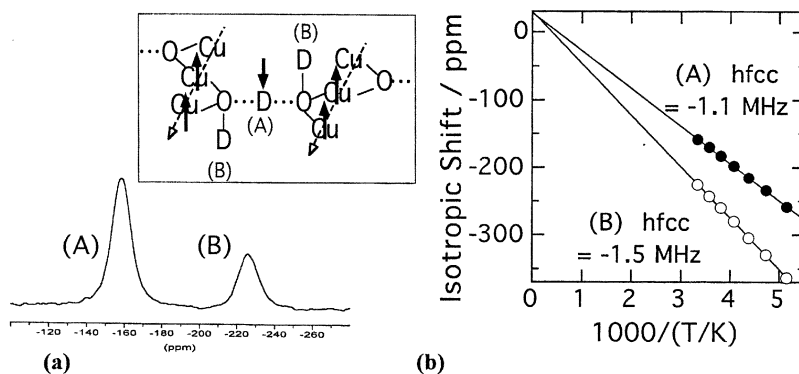 (B)
D
···O Cu
Cu
Cu O···D···O Cu
(A)
D
(B)
Cu
Cu
O···
(A)
(B)
-120 -140 -160 -180 -200 -220 -240 -260
(ppm)
(a)
Isotropic Shift / ppm
0
-100
-200
-300
(A) hfcc
= -1.1 MHz
(B) hfcc
= -1.5 MHz
0 1 2 3 4 5
1000/(T/K)
(b)